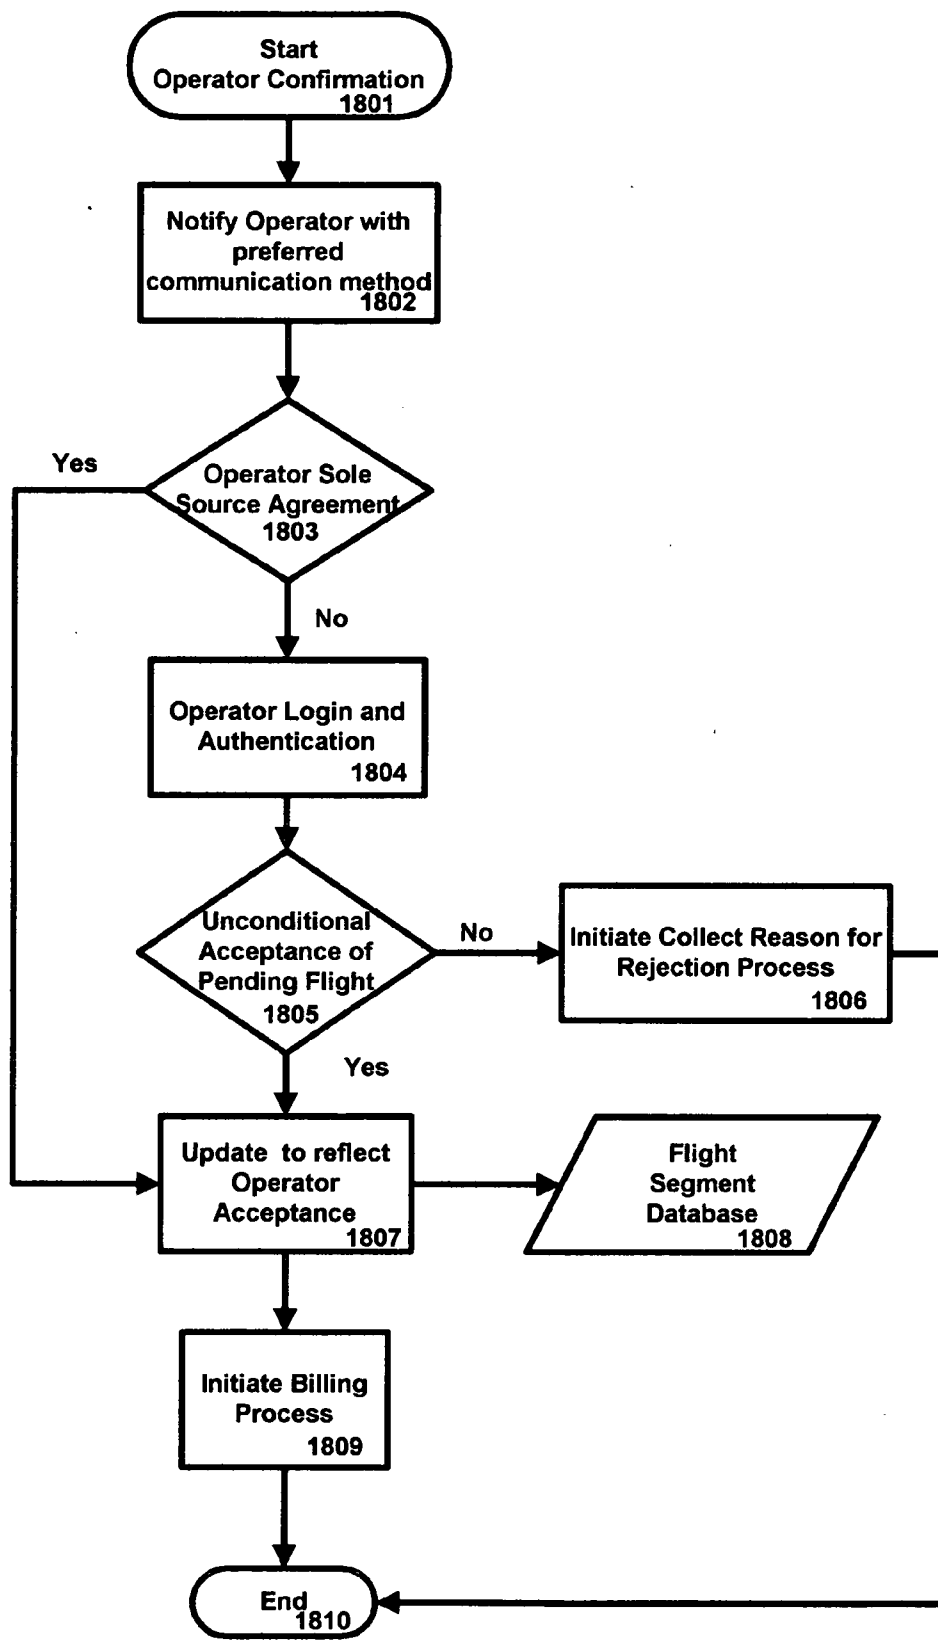 Start
Operator Confirmation
1801
Notify Operator with
preferred
communication method
1802
Yes
Operator Sole
Source Agreement
1803
No
Operator Login and
Authentication
1804
Unconditional
Acceptance of
Pending Flight
1805
No
Initiate Collect Reason for
Rejection Process
1806
Yes
Update to reflect
Operator
Acceptance
1807
Flight
Segment
Database
1808
Initiate Billing
Process
1809
End
1810